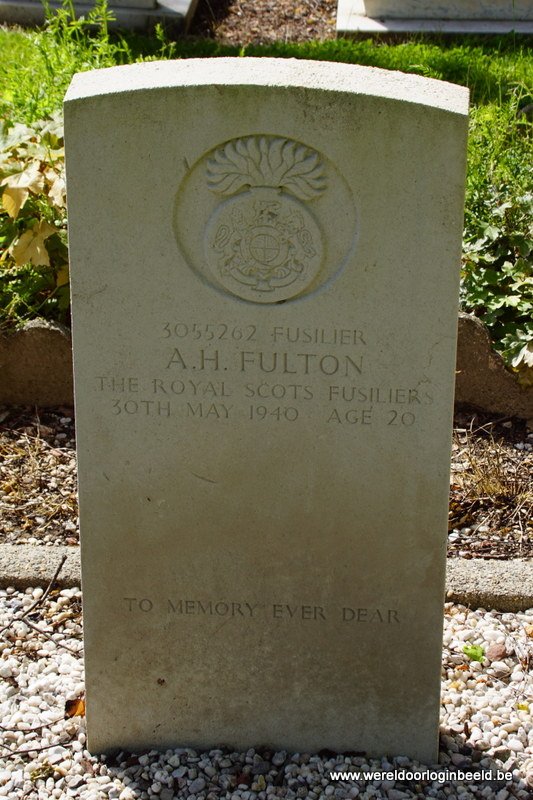 3055262 FUSILIER
A.H. FULTON
THE ROYAL SCOTS FUSILIERS
30TH MAY 1940 AGE 20
TO MEMORY EVER DEAR
www.wereldoorloginbeeld.be